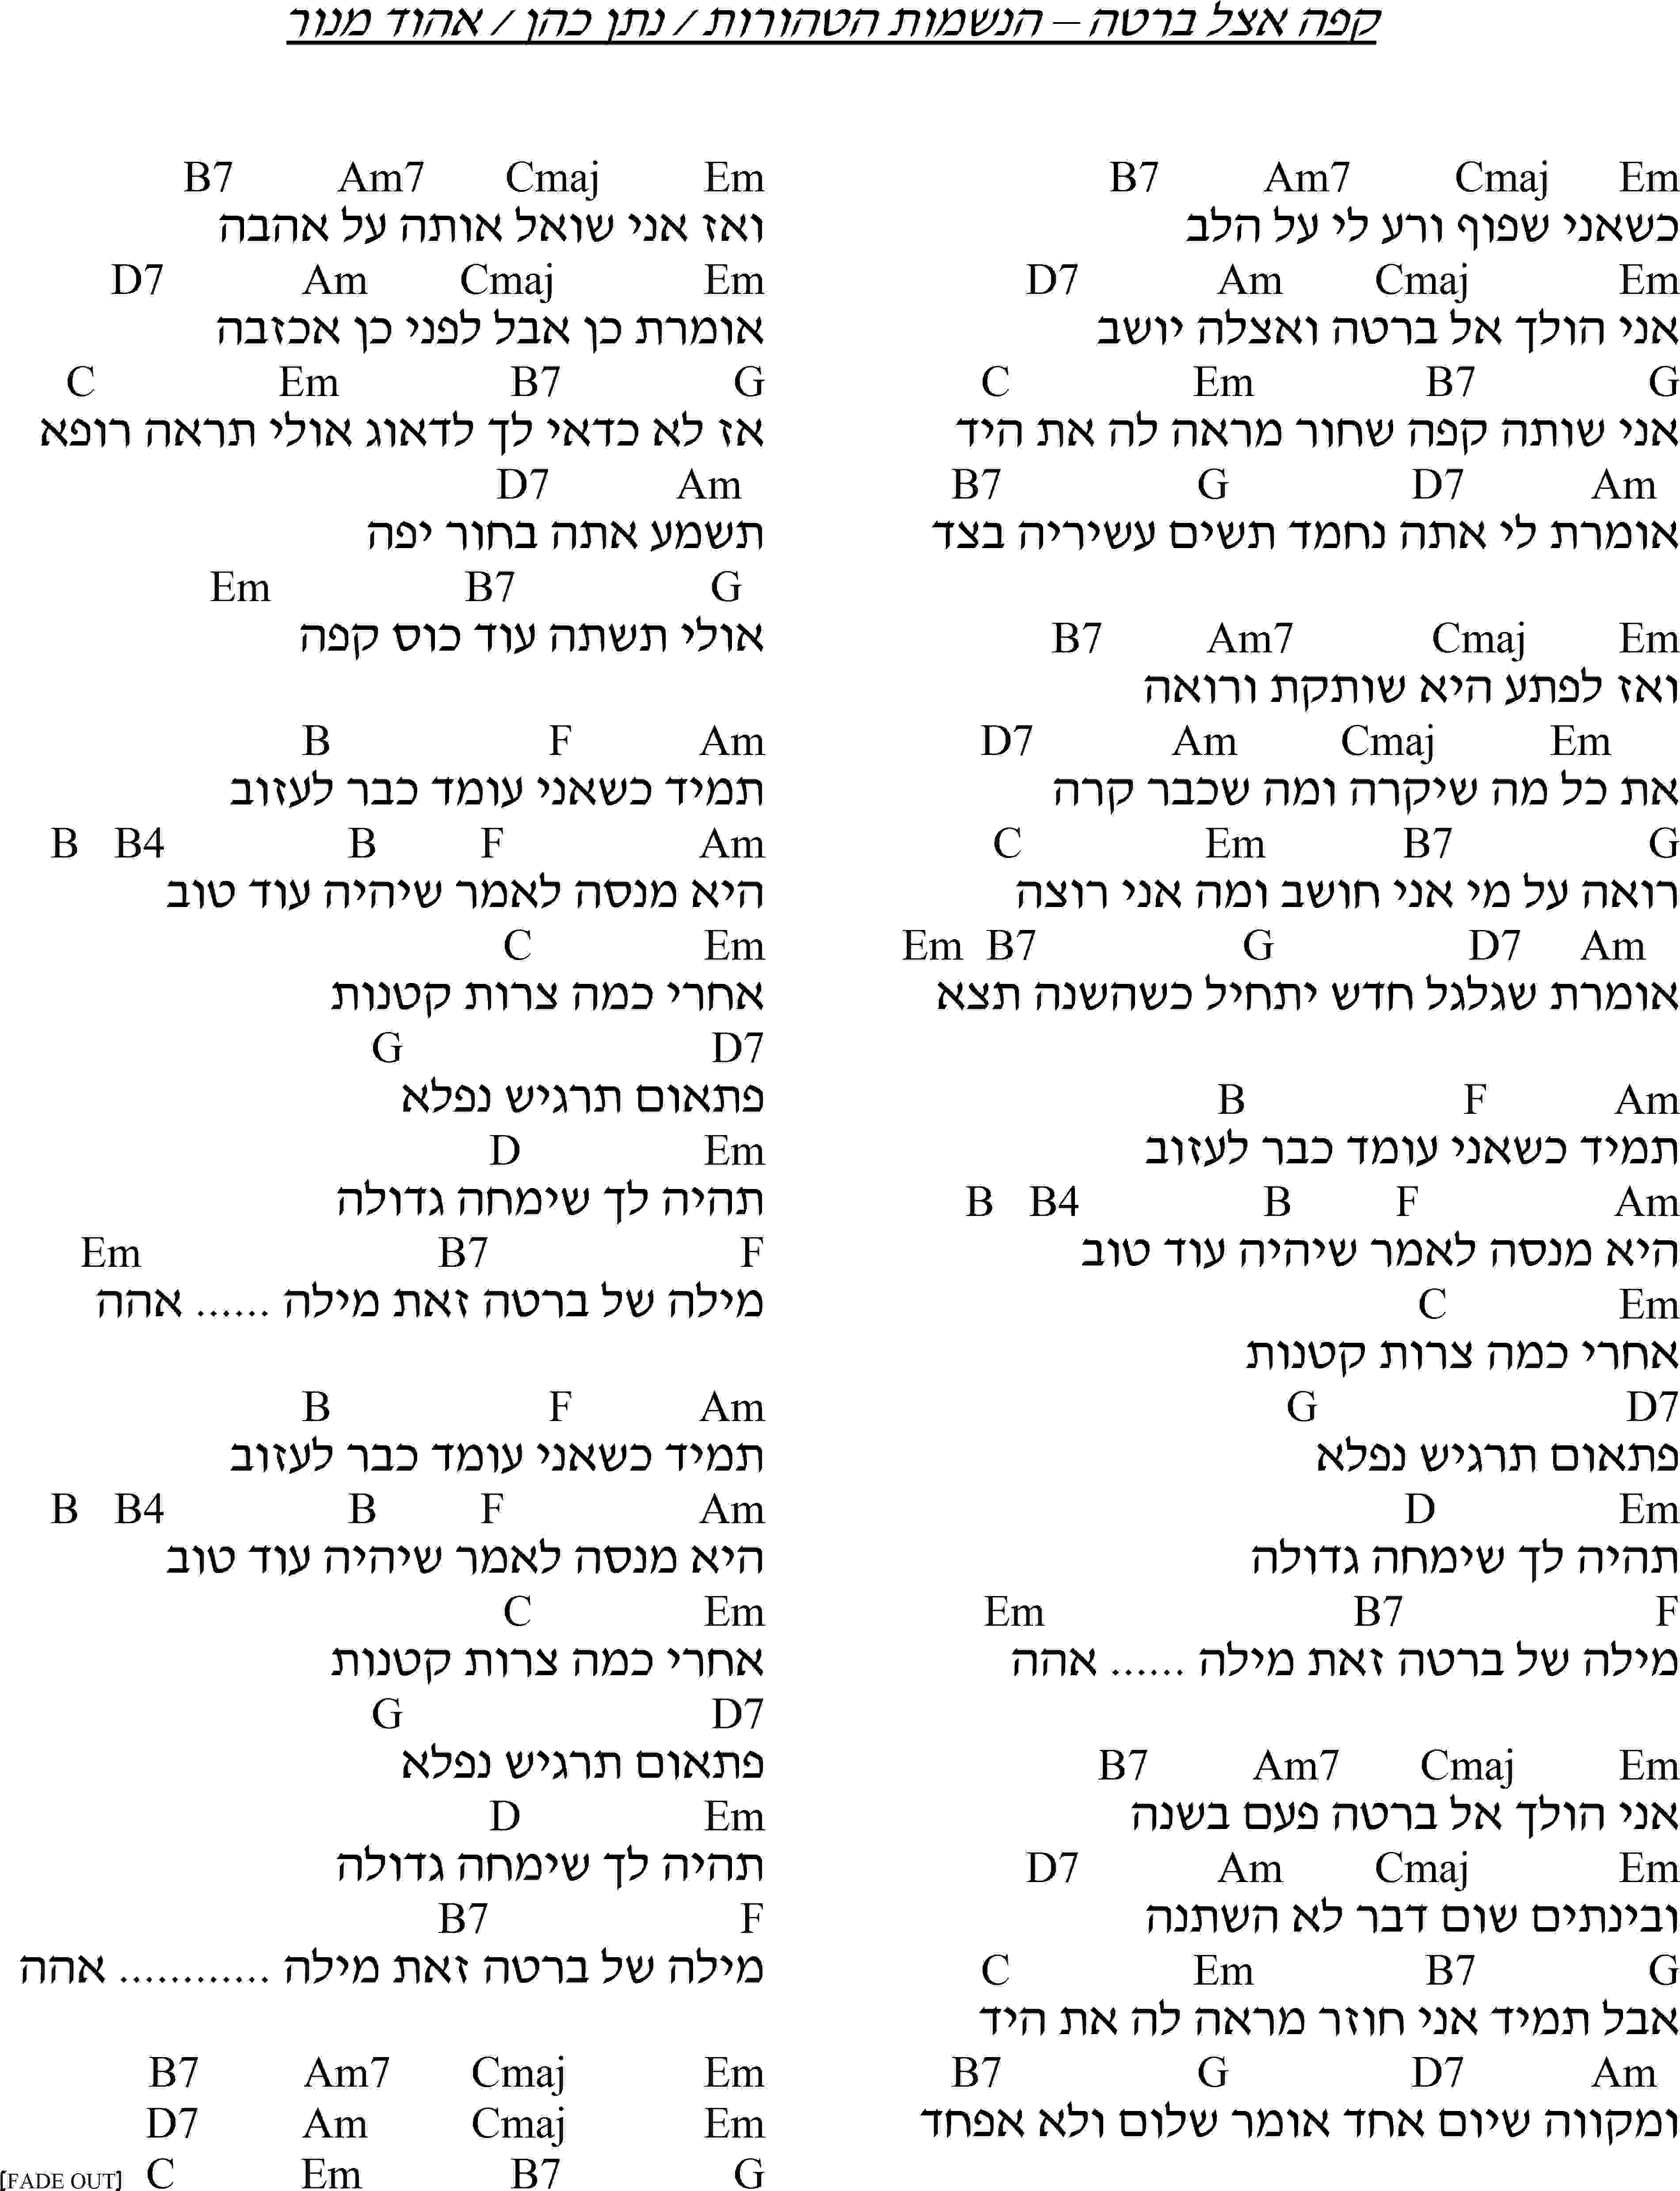 קפה אצל ברטה – הנשמות הטהורות / נתן כהן / אהוד מנור
B7 Am7 Cmaj Em
כשאני שפוף ורע לי על הלב
D7 Am Cmaj Em
אני הולך אל ברטה ואצלה יושב
C Em B7 G
אני שותה קפה שחור מראה לה את היד
B7 G D7 Am
אומרת לי אתה נחמד תשים עשיריה בצד
B7 Am7 Cmaj Em
ואז לפתע היא שותקת ורואה
D7 Am Cmaj Em
את כל מה שיקרה ומה שכבר קרה
C Em B7 G
רואה על מי אני חושב ומה אני רוצה
Em B7 G D7 Am
אומרת שגלגל חדש יתחיל כשהשנה תצא
B F Am
תמיד כשאני עומד כבר לעזוב
B B4 B F Am
היא מנסה לאמר שיהיה עוד טוב
C Em
אחרי כמה צרות קטנות
G D7
פתאום תרגיש נפלא
D Em
תהיה לך שימחה גדולה
Em B7 F
מילה של ברטה זאת מילה ...... אהה
B7 Am7 Cmaj Em
אני הולך אל ברטה פעם בשנה
D7 Am Cmaj Em
ובינתים שום דבר לא השתנה
C Em B7 G
אבל תמיד אני חוזר מראה לה את היד
B7 G D7 Am
ומקווה שיום אחד אומר שלום ולא אפחד
B7 Am7 Cmaj Em
ואז אני שואל אותה על אהבה
D7 Am Cmaj Em
אומרת כן אבל לפני כן אכזבה
C Em B7 G
אז לא כדאי לך לדאוג אולי תראה רופא
D7 Am
תשמע אתה בחור יפה
Em B7 G
אולי תשתה עוד כוס קפה
B F Am
תמיד כשאני עומד כבר לעזוב
B B4 B F Am
היא מנסה לאמר שיהיה עוד טוב
C Em
אחרי כמה צרות קטנות
G D7
פתאום תרגיש נפלא
D Em
תהיה לך שימחה גדולה
Em B7 F
מילה של ברטה זאת מילה ...... אהה
B F Am
תמיד כשאני עומד כבר לעזוב
B B4 B F Am
היא מנסה לאמר שיהיה עוד טוב
C Em
אחרי כמה צרות קטנות
G D7
פתאום תרגיש נפלא
D Em
תהיה לך שימחה גדולה
B7 F
מילה של ברטה זאת מילה ............ אהה
B7 Am7 Cmaj Em
D7 Am Cmaj Em
[FADE OUT] C Em B7 G